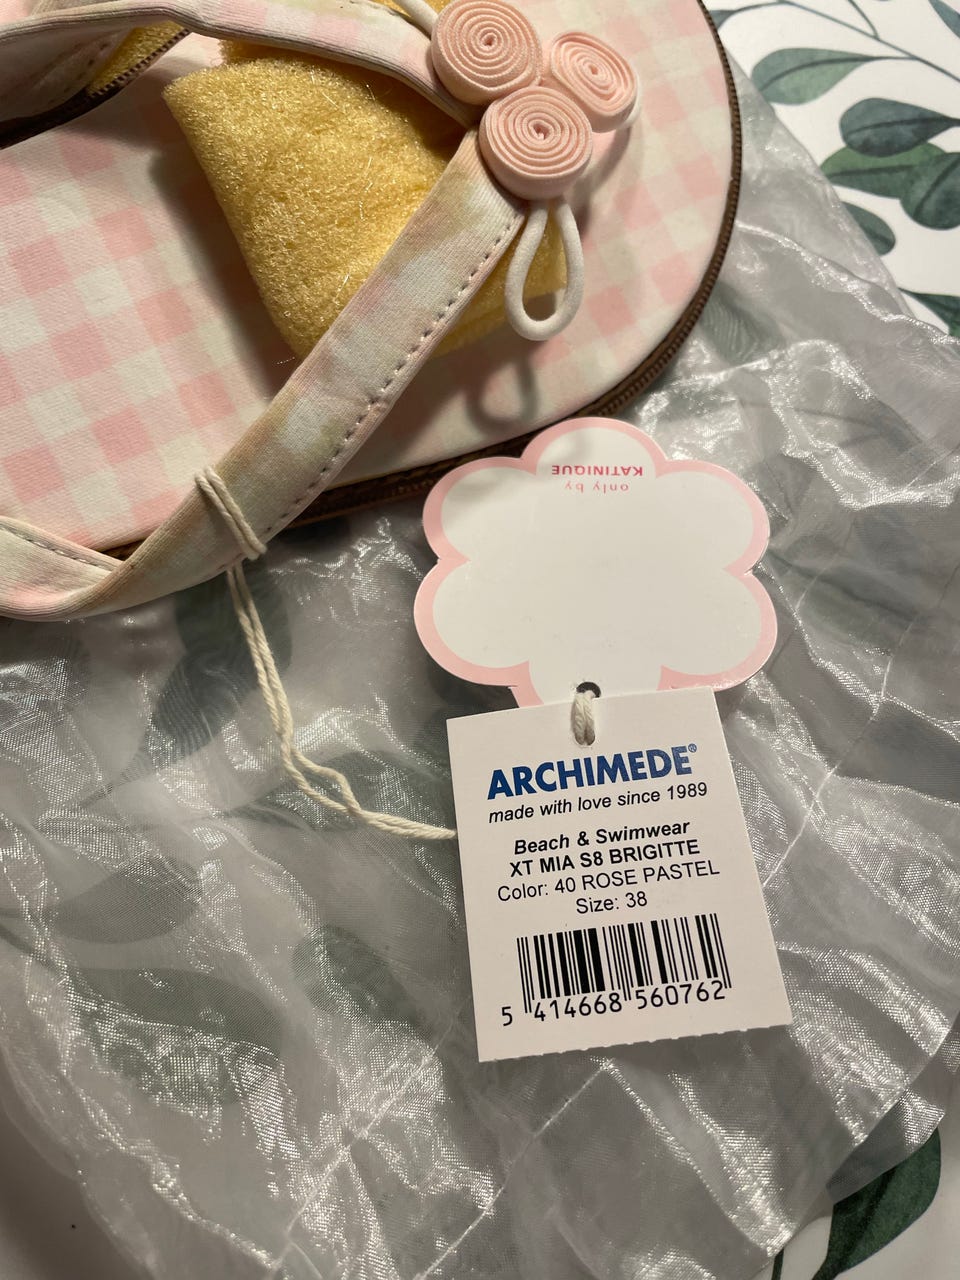 only by
KATINIQUE
ARCHIMEDE®
made with love since 1989
Beach & Swimwear
XT MIA S8 BRIGITTE
Color: 40 ROSE PASTEL
Size: 38
5 414668 560762